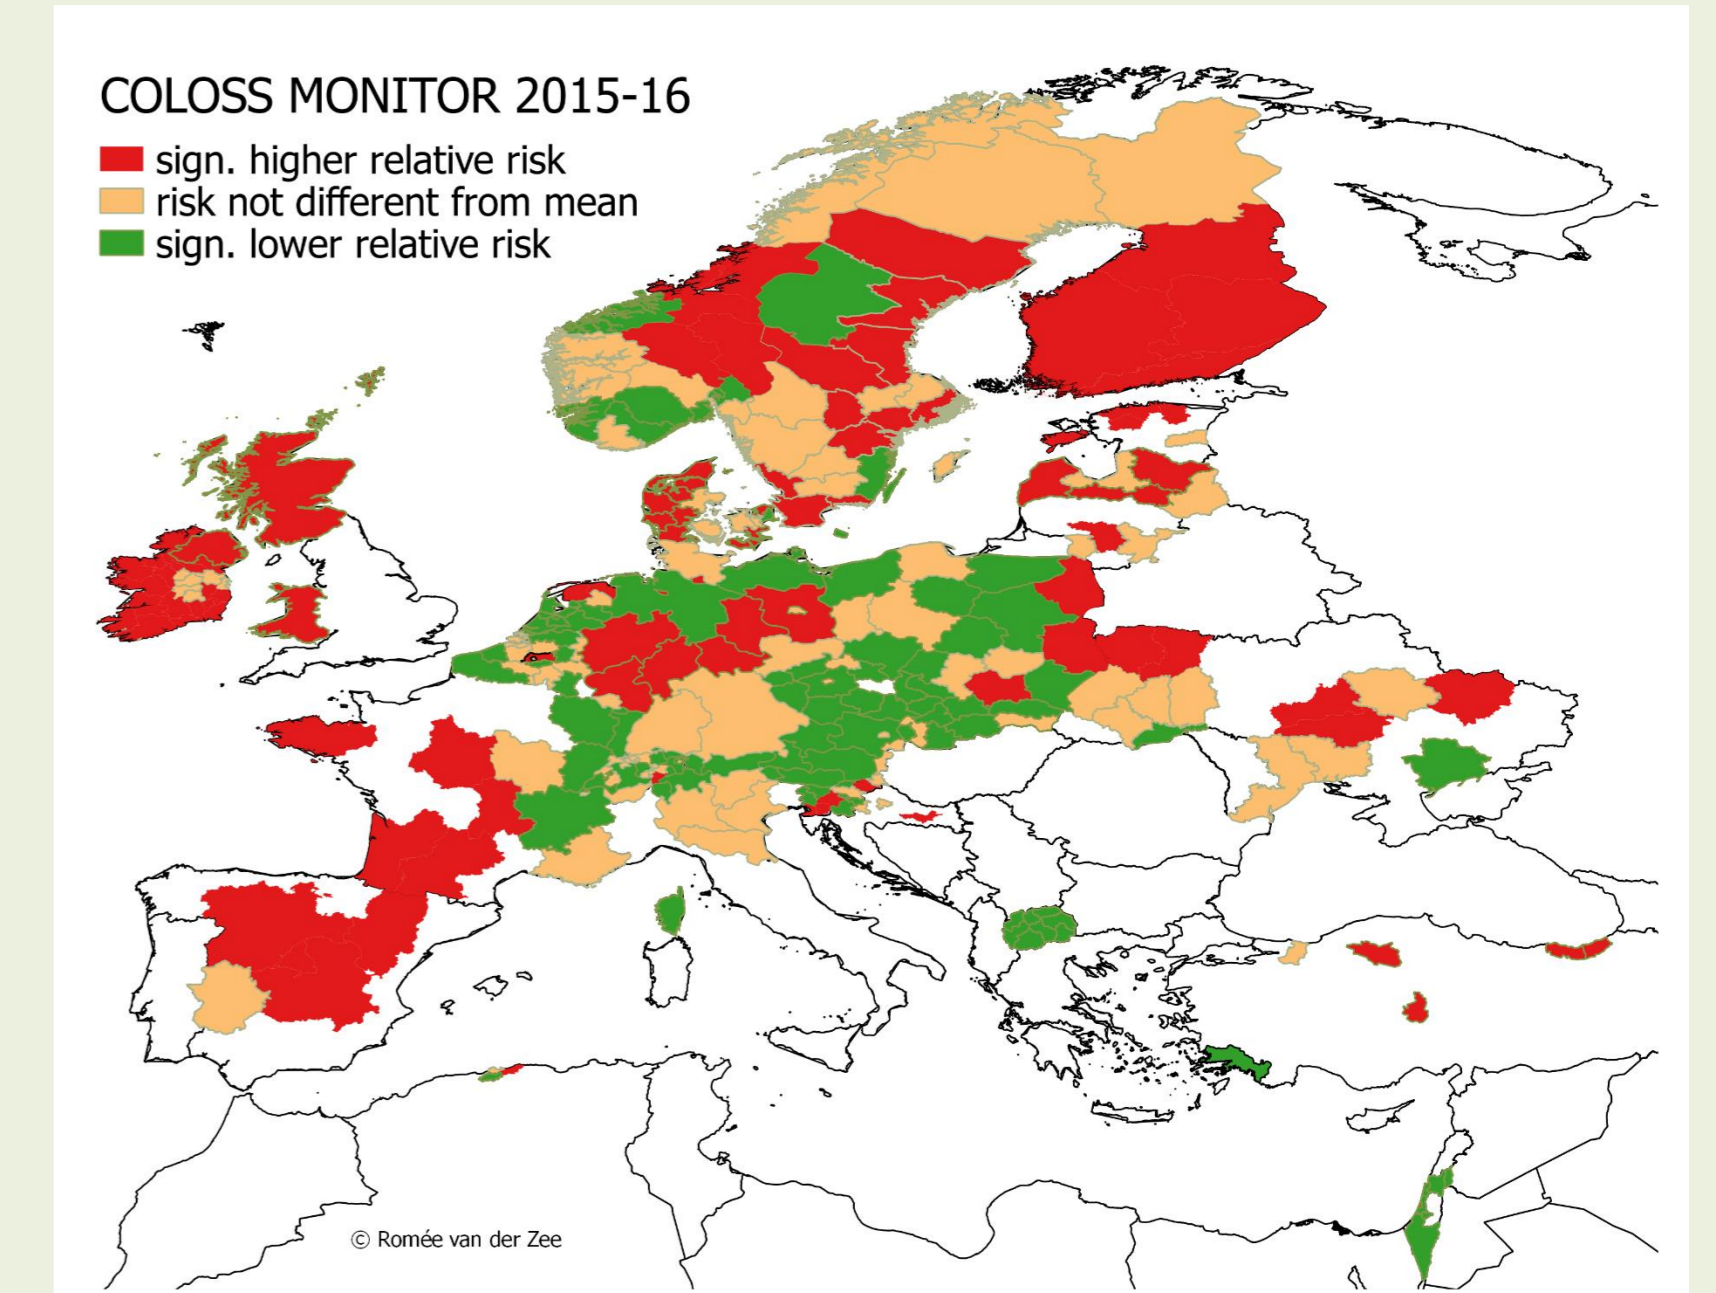 COLOSS MONITOR 2015-16
sign. higher relative risk
risk not different from mean
sign. lower relative risk
© Romée van der Zee